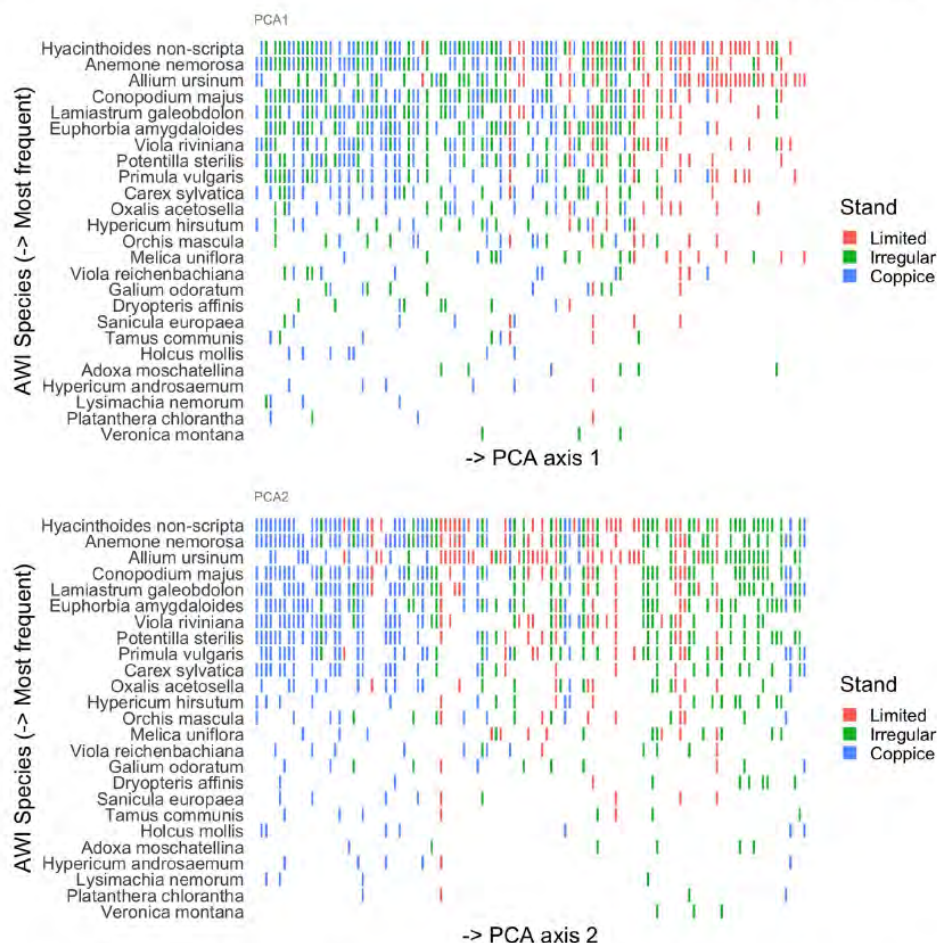 PCA1
Hyacinthoides non-scripta
Anemone nemorosa
Allium ursinum
Conopodium majus
Lamiastrum galeobdolon
Euphorbia amygdaloides
Viola riviniana
Potentilla sterilis
Primula vulgaris
Carex sylvatica
Oxalis acetosella
Hypericum hirsutum
Orchis mascula
Melica uniflora
Viola reichenbachiana
Galium odoratum
Dryopteris affinis
Sanicula europaea
Tamus communis
Holcus mollis
Adoxa moschatellina
Hypericum androsaemum
Lysimachia nemorum
Platanthera chlorantha
Veronica montana
AWI Species (-> Most frequent)
-> PCA axis 1
Stand
Limited
Irregular
Coppice
PCA2
Hyacinthoides non-scripta
Anemone nemorosa
Allium ursinum
Conopodium majus
Lamiastrum galeobdolon
Euphorbia amygdaloides
Viola riviniana
Potentilla sterilis
Primula vulgaris
Carex sylvatica
Oxalis acetosella
Hypericum hirsutum
Orchis mascula
Melica uniflora
Viola reichenbachiana
Galium odoratum
Dryopteris affinis
Sanicula europaea
Tamus communis
Holcus mollis
Adoxa moschatellina
Hypericum androsaemum
Lysimachia nemorum
Platanthera chlorantha
Veronica montana
AWI Species (-> Most frequent)
-> PCA axis 2
Stand
Limited
Irregular
Coppice